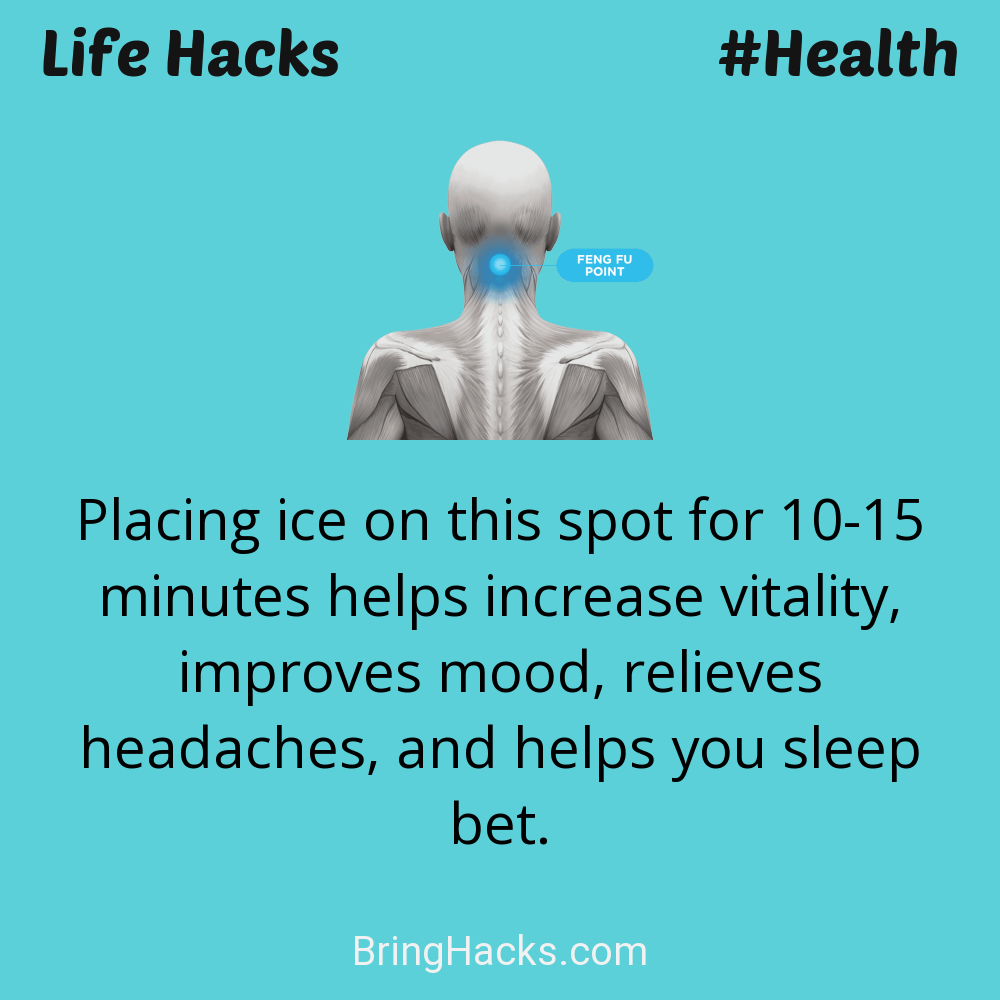 Life Hacks
#Health
FENG FU
POINT
Placing ice on this spot for 10-15
minutes helps increase vitality,
improves mood, relieves
headaches, and helps you sleep
bet.
BringHacks.com